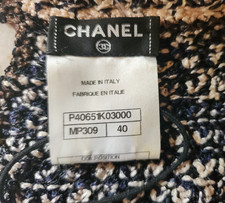 CHANEL
MADE IN ITALY
FABRIQUE EN ITALIE
P40651K03000
MP309 40